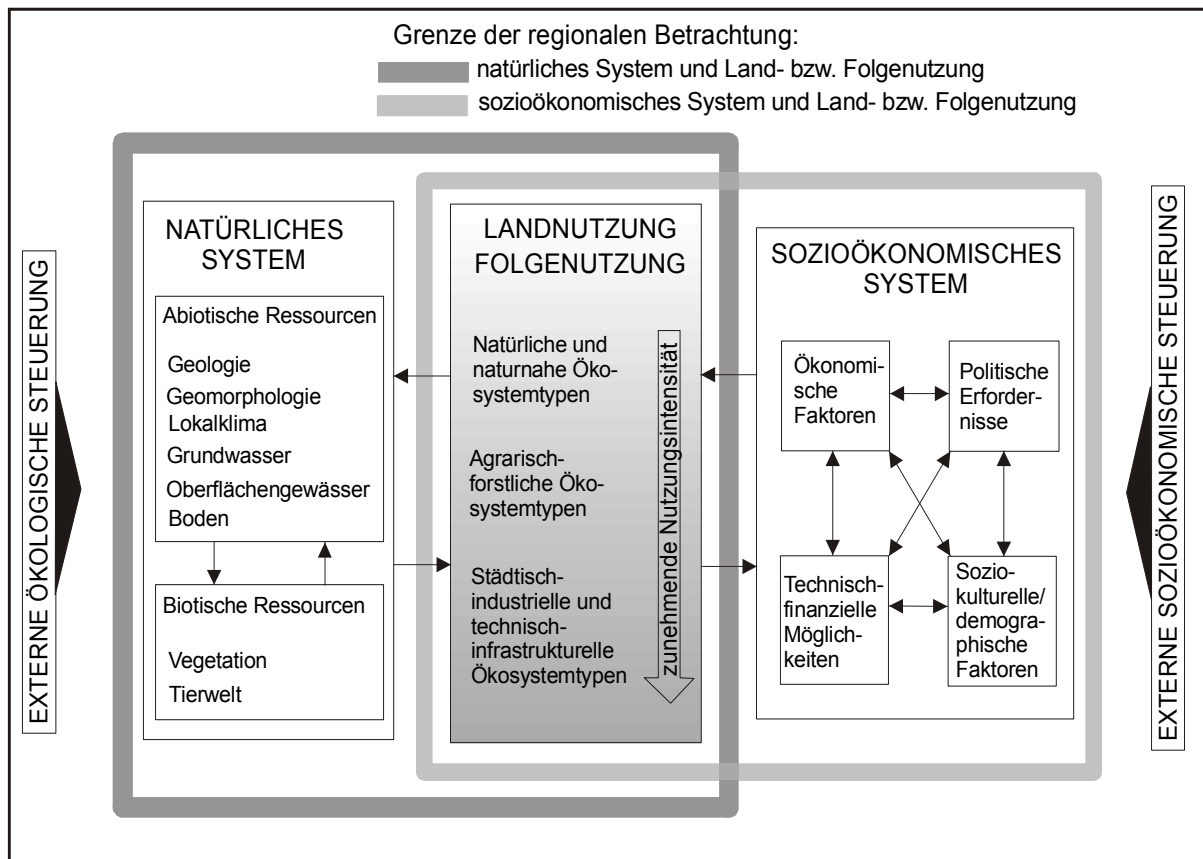 Grenze der regionalen Betrachtung:
natürliches System und Land- bzw. Folgenutzung
sozioökonomisches System und Land- bzw. Folgenutzung
EXTERNE ÖKOLOGISCHE STEUERUNG
NATÜRLICHES
SYSTEM
Abiotische Ressourcen
Geologie
Geomorphologie
Lokalklima
Grundwasser
Oberflächengewässer
Boden
Biotische Ressourcen
Vegetation
Tierwelt
LANDNUTZUNG
FOLGENUTZUNG
Natürliche und
naturnahe Öko-
systemtypen
Agrarisch-
forstliche Öko-
systemtypen
Städtisch-
industrielle und
technisch-
infrastrukturelle
Ökosystemtypen
zunehmende Nutzungsintensität
SOZIOÖKONOMISCHES
SYSTEM
Ökonomi-
sche
Faktoren
Politische
Erforder-
nisse
Technisch-
finanzielle
Möglich-
keiten
Sozio-
kulturelle/
demogra-
phische
Faktoren
EXTERNE SOZIOÖKONOMISCHE STEUERUNG